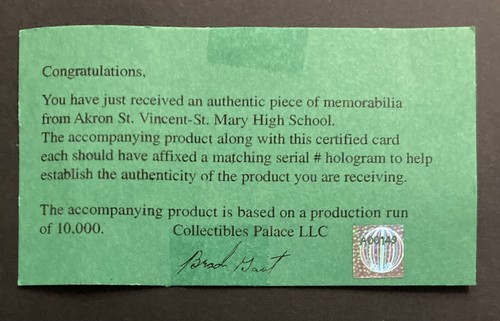 Congratulations,
You have just received an authentic piece of memorabilia
from Akron St. Vincent-St. Mary High School.
The accompanying product along with this certified card
each should have affixed a matching serial # hologram to help
establish the authenticity of the product you are receiving.
The accompanying product is based on a production run
of 10,000. Collectibles Palace LLC
A00149
Brad